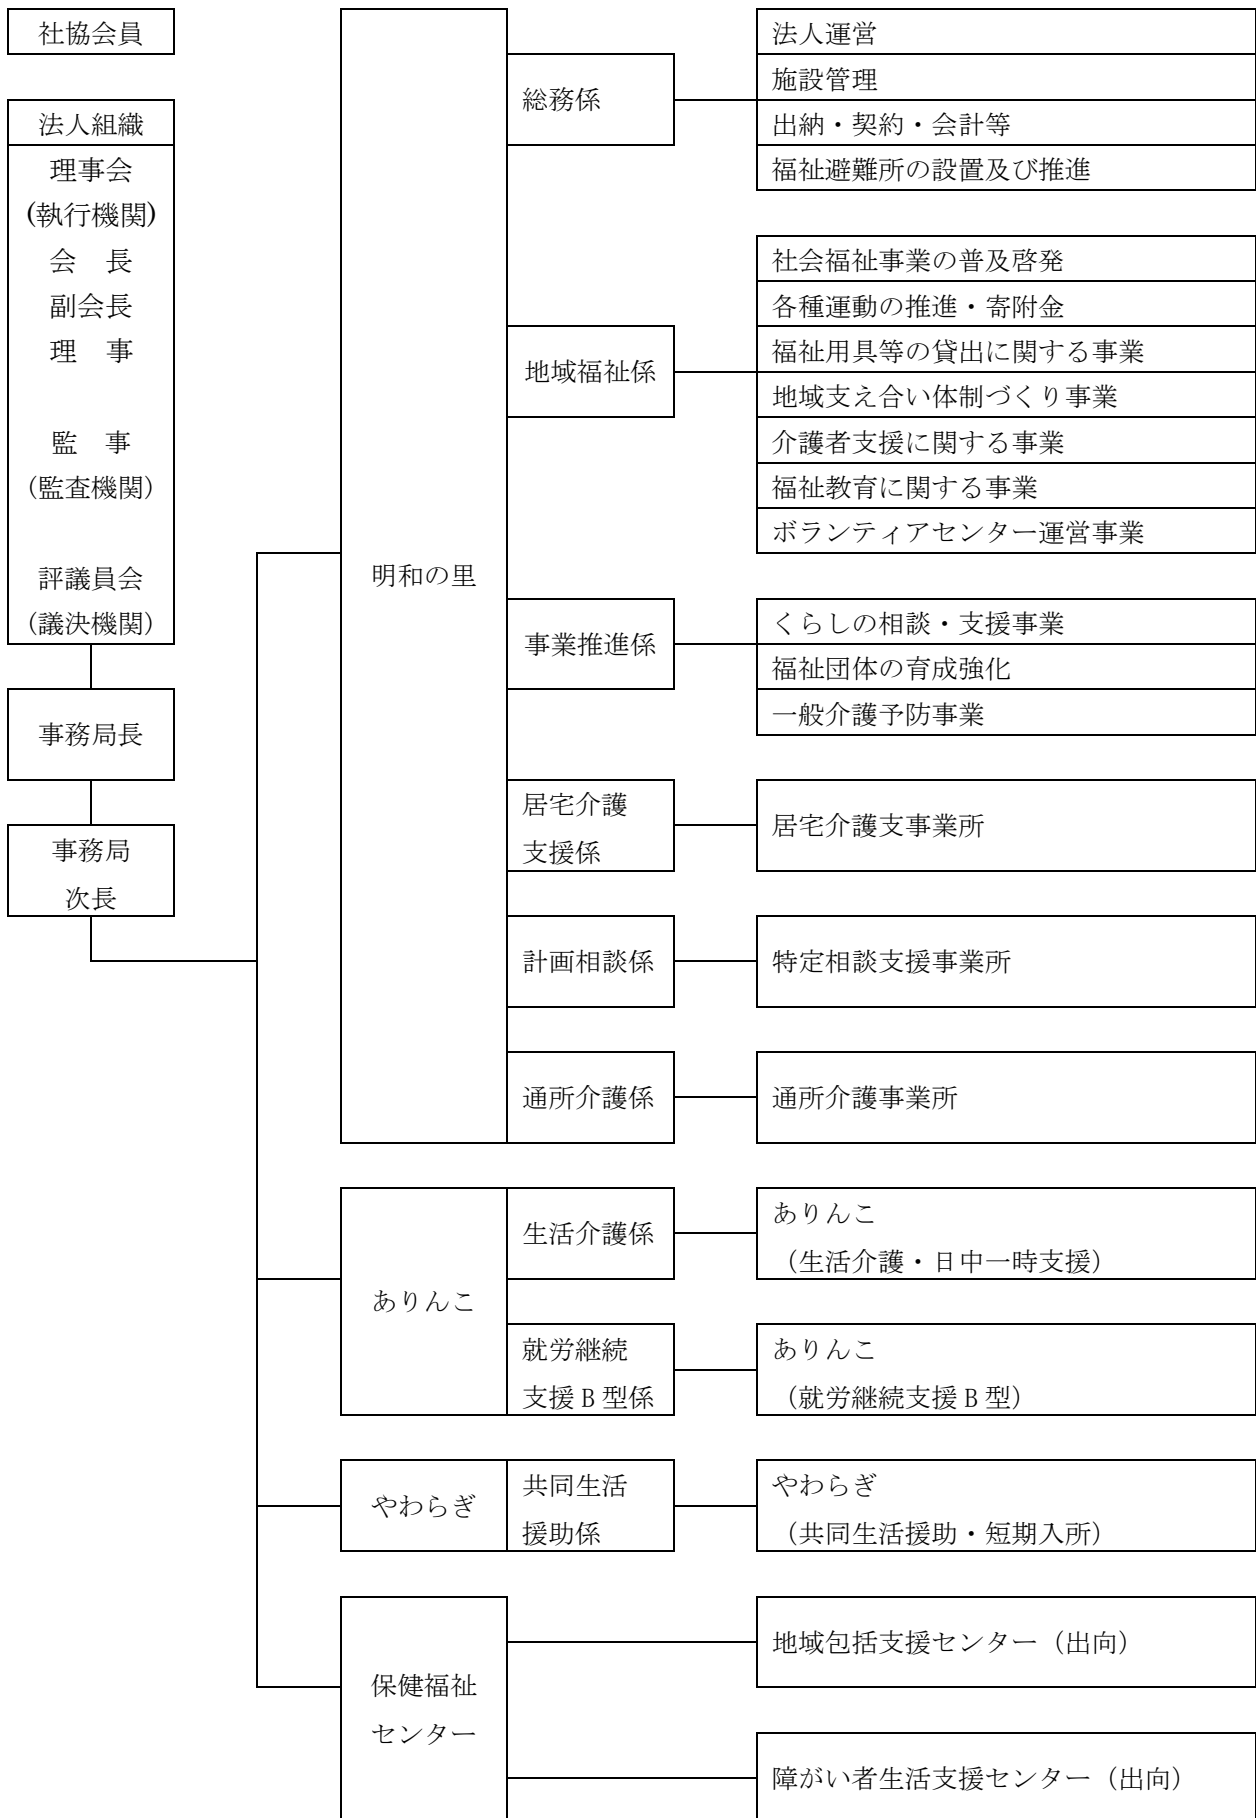 社協会員
法人組織
理事会
(執行機関)
会　長
副会長
理　事
監　事
(監査機関)
評議員会
(議決機関)
事務局長
事務局
次長
明和の里
総務係
法人運営
施設管理
出納・契約・会計等
福祉避難所の設置及び推進
地域福祉係
社会福祉事業の普及啓発
各種運動の推進・寄附金
福祉用具等の貸出に関する事業
地域支え合い体制づくり事業
介護者支援に関する事業
福祉教育に関する事業
ボランティアセンター運営事業
事業推進係
くらしの相談・支援事業
福祉団体の育成強化
一般介護予防事業
居宅介護
支援係
居宅介護支事業所
計画相談係
特定相談支援事業所
通所介護係
通所介護事業所
ありんこ
生活介護係
ありんこ
（生活介護・日中一時支援）
就労継続
支援 B 型係
ありんこ
（就労継続支援 B 型）
やわらぎ
共同生活
援助係
やわらぎ
（共同生活援助・短期入所）
保健福祉
センター
地域包括支援センター（出向）
障がい者生活支援センター（出向）